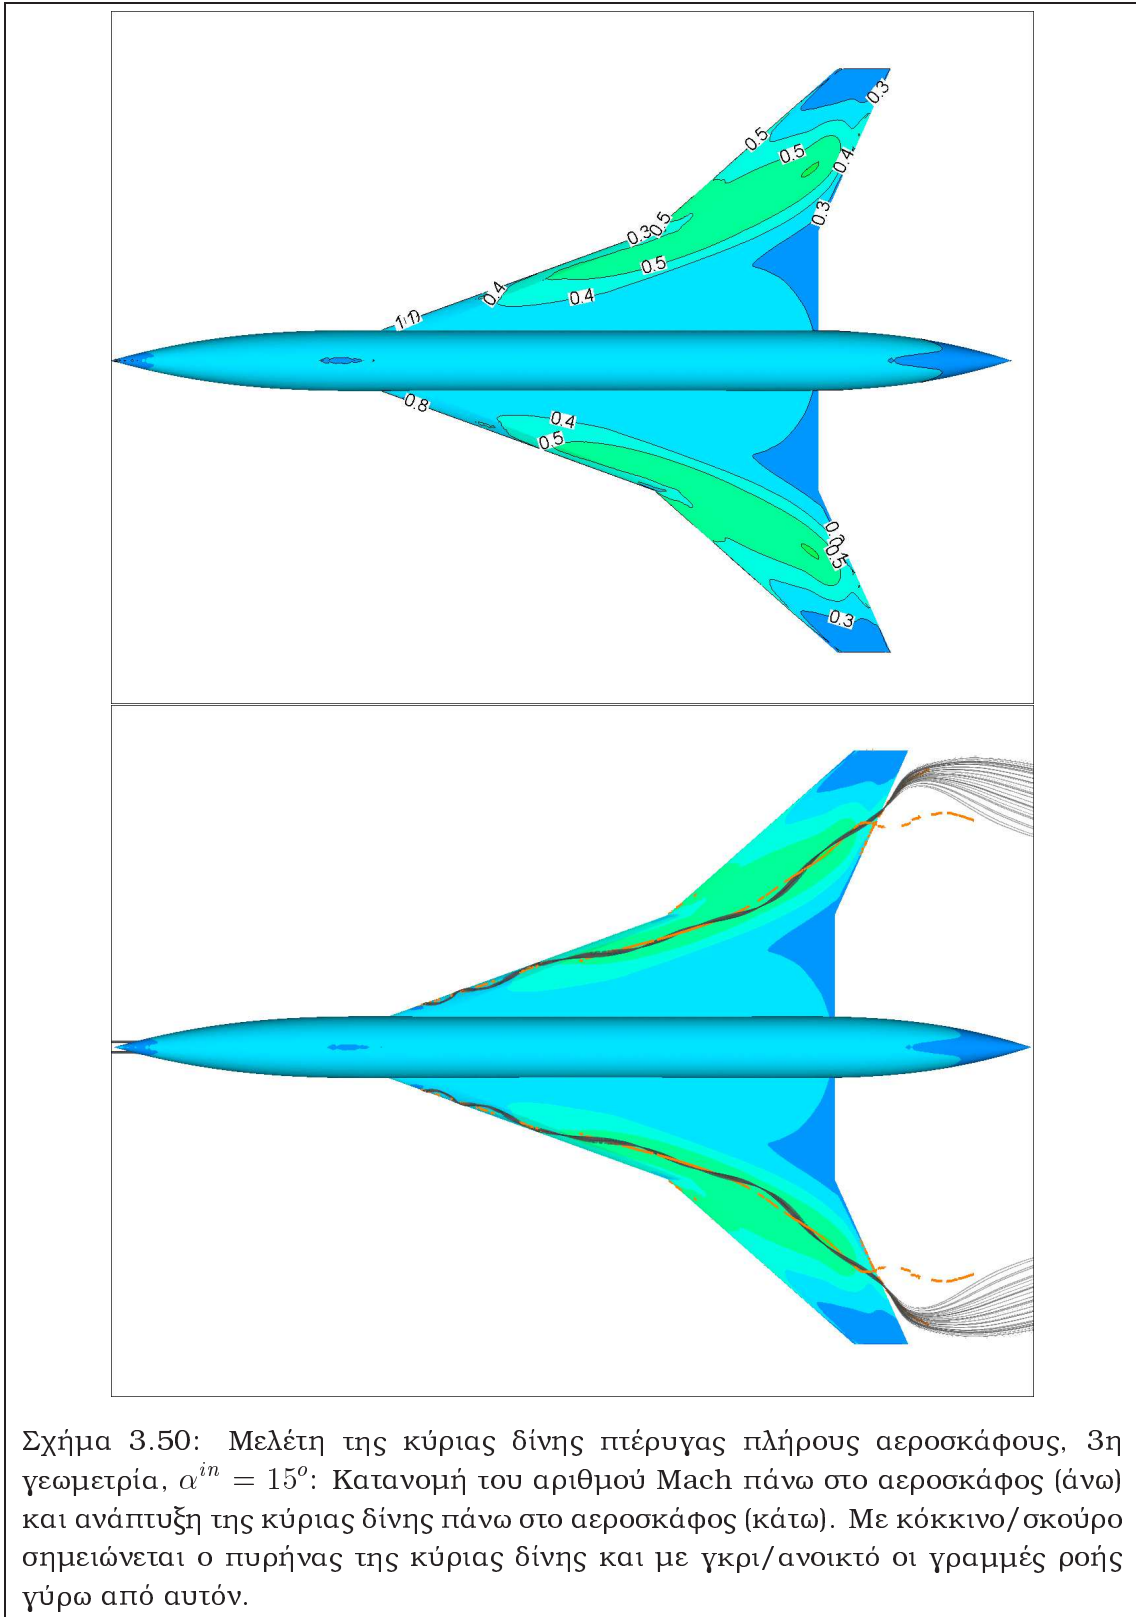 0.3
0.5
0.5
0.4
0.3
0.5
0.3
0.5
0.4
0.4
0.8
0.4
0.5
0.3
Σχήμα 3.50: Μελέτη της κύριας δίνης πτέρυγας πλήρους αεροσκάφους, 3η
γεωμετρία, α^{in} = 15^o: Κατανομή του αριθμού Mach πάνω στο αεροσκάφος (άνω)
και ανάπτυξη της κύριας δίνης πάνω στο αεροσκάφος (κάτω). Με κόκκινο/σκούρο
σημειώνεται ο πυρήνας της κύριας δίνης και με γκρι/ανοικτό οι γραμμές ροής
γύρω από αυτόν.